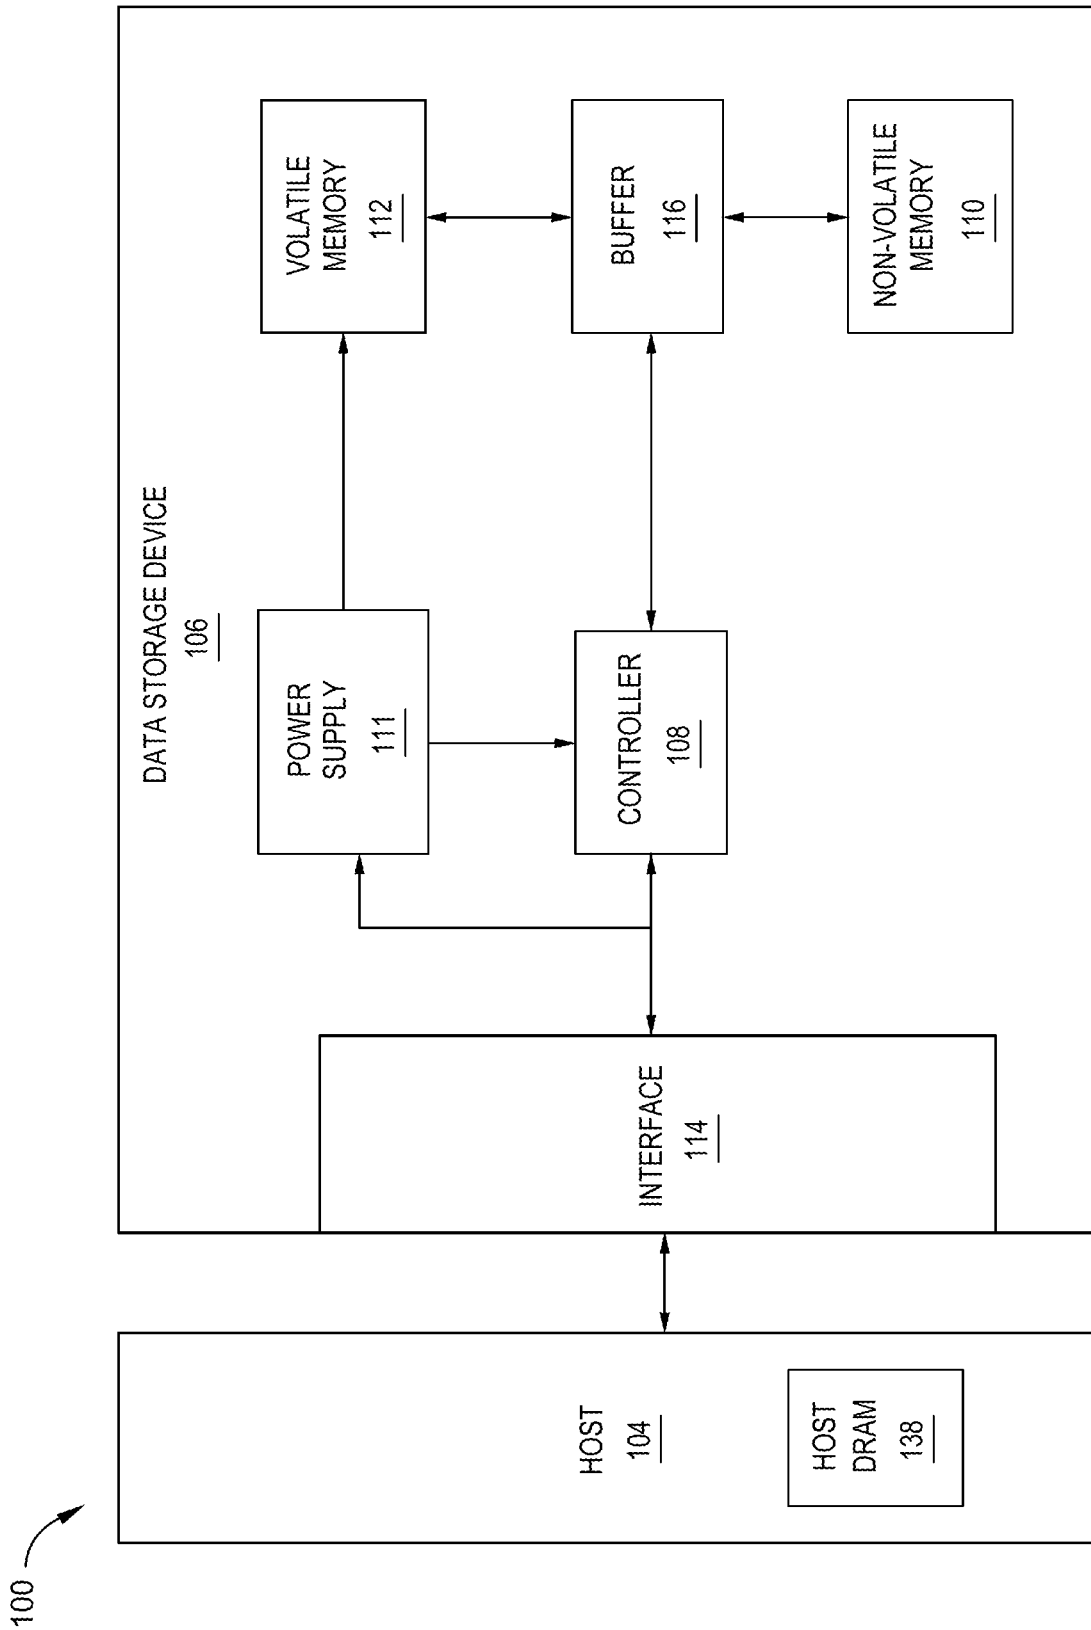 100
HOST
104
HOST
DRAM
138
DATA STORAGE DEVICE
106
INTERFACE
114
POWER
SUPPLY
111
CONTROLLER
108
VOLATILE
MEMORY
112
BUFFER
116
NON-VOLATILE
MEMORY
110